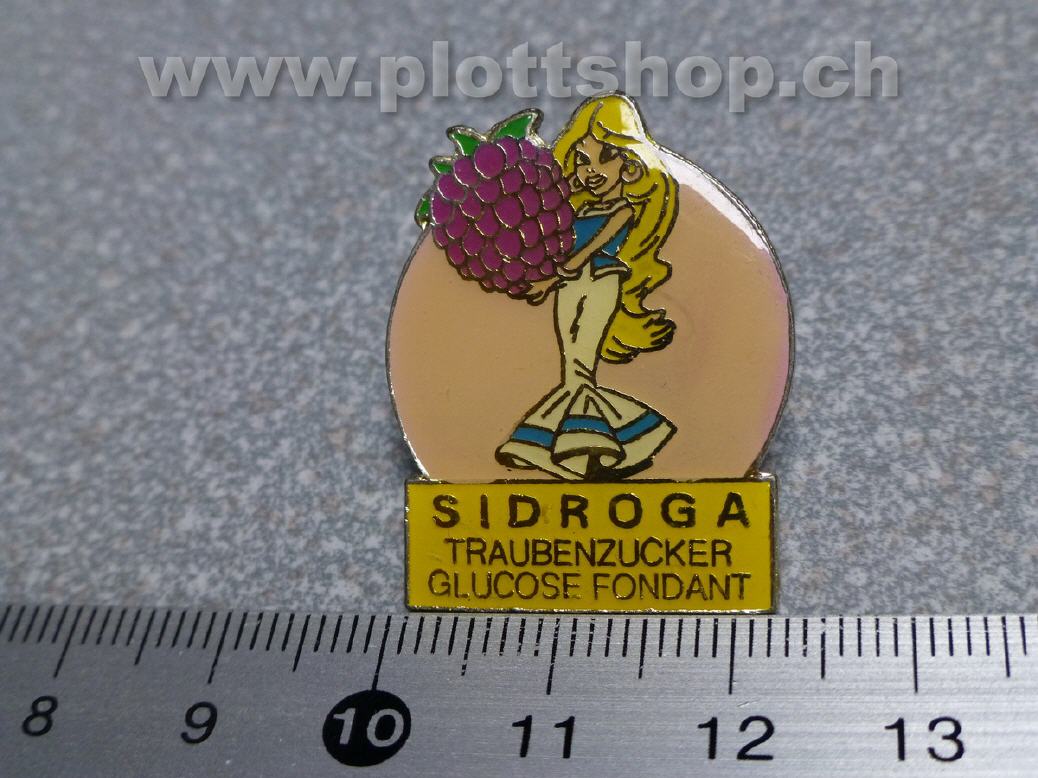 www.plottshop.ch
SIDROGA
TRAUBENZUCKER
GLUCOSE FONDANT
8 9 10 11 12 13